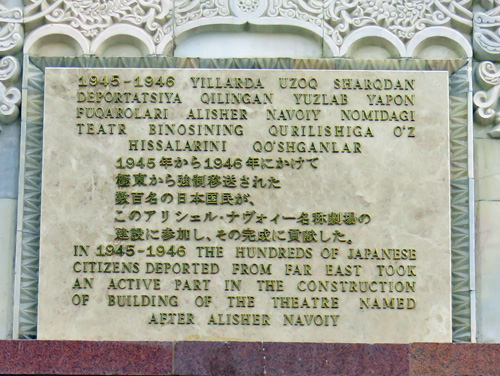 1945-1946 YILLARDA UZOQ SHARQDAN
DEPORTATSIYA QILINGAN YUZLAB YAPON
FUQAROLARI ALISHER NAVOIY NOMIDAGI
TEATR BINOSINING QURILISHIGA O'Z
HISSALARINI QO'SHGANLAR
1945年から1946年にかけて
極東から強制移送された
数百名の日本国民が、
このアリシェル・ナヴォィー名称劇場の
建設に参加し、その完成に貢献した。
IN 1945-1946 THE HUNDREDS OF JAPANESE
CITIZENS DEPORTED FROM FAR EAST TOOK
AN ACTIVE PART IN THE CONSTRUCTION
OF BUILDING OF THE THEATRE NAMED
AFTER ALISHER NAVOIY